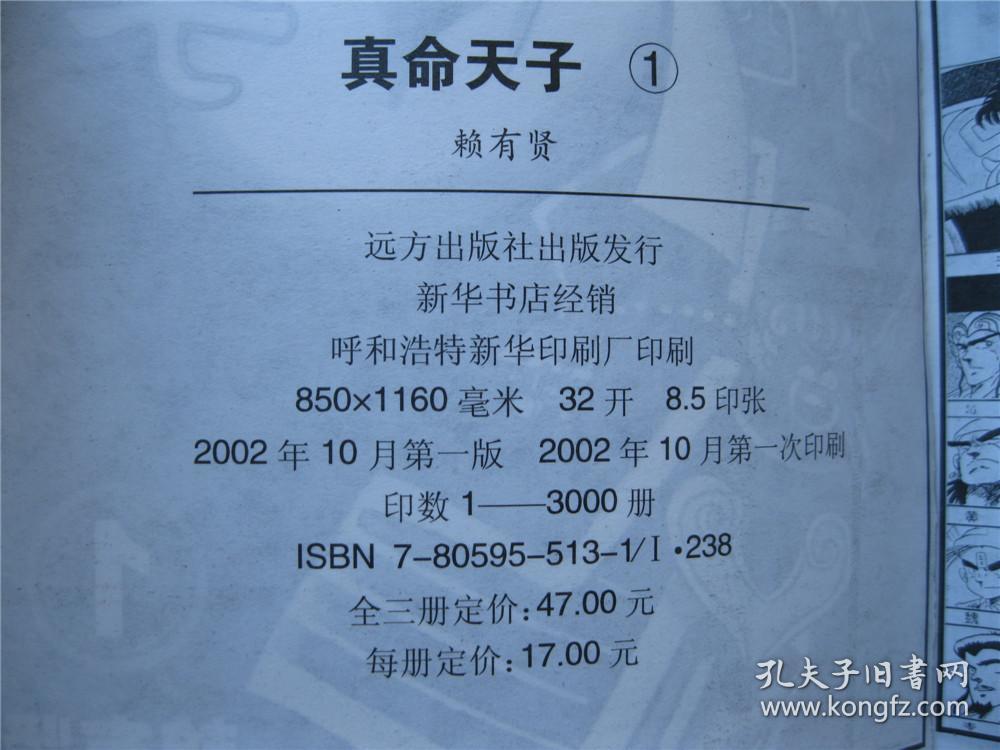 真命天子 ①
赖有贤
远方出版社出版发行
新华书店经销
呼和浩特新华印刷厂印刷
850×1160 毫米 32 开 8.5 印张
2002 年 10 月第一版 2002 年 10 月第一次印刷
印数 1——3000 册
ISBN 7-80595-513-1/I·238
全三册定价:47.00 元
每册定价:17.00 元
孔夫子旧书网
www.kongfz.com